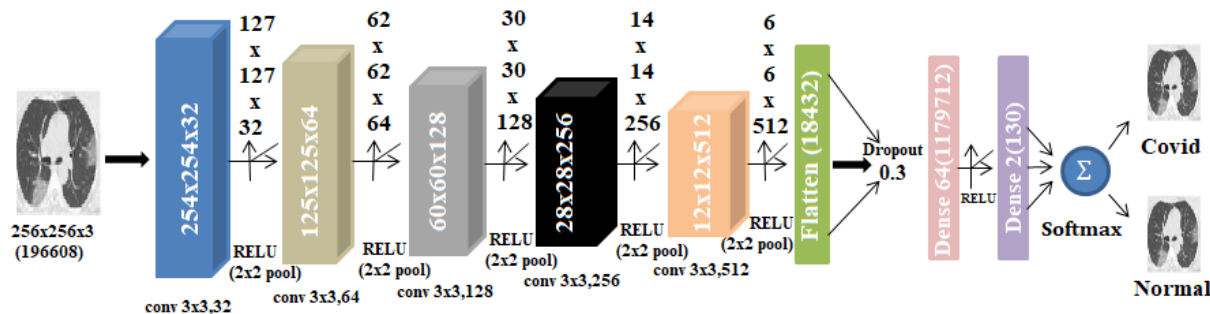 256x256x3
(196608)
254x254x32
conv 3x3,32
127
x
127
x
32
RELU
(2x2 pool)
125x125x64
conv 3x3,64
62
x
62
x
64
RELU
(2x2 pool)
60x60x128
conv 3x3,128
30
x
30
x
128
RELU
(2x2 pool)
28x28x256
conv 3x3,256
14
x
14
x
256
RELU
(2x2 pool)
12x12x512
conv 3x3,512
6
x
6
x
512
RELU
(2x2 pool)
Flatten (18432)
Dropout
0.3
Dense 64(1179712)
RELU
Dense 2(130)
Σ
Softmax
Covid
Normal